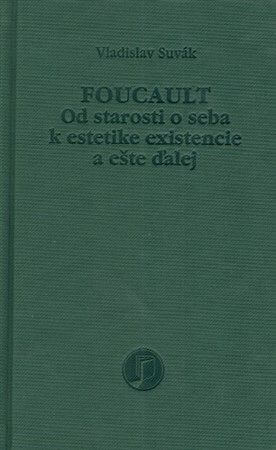 Vladislav Suvák
FOUCAULT
Od starosti o seba
k estetike existencie
a ešte ďalej